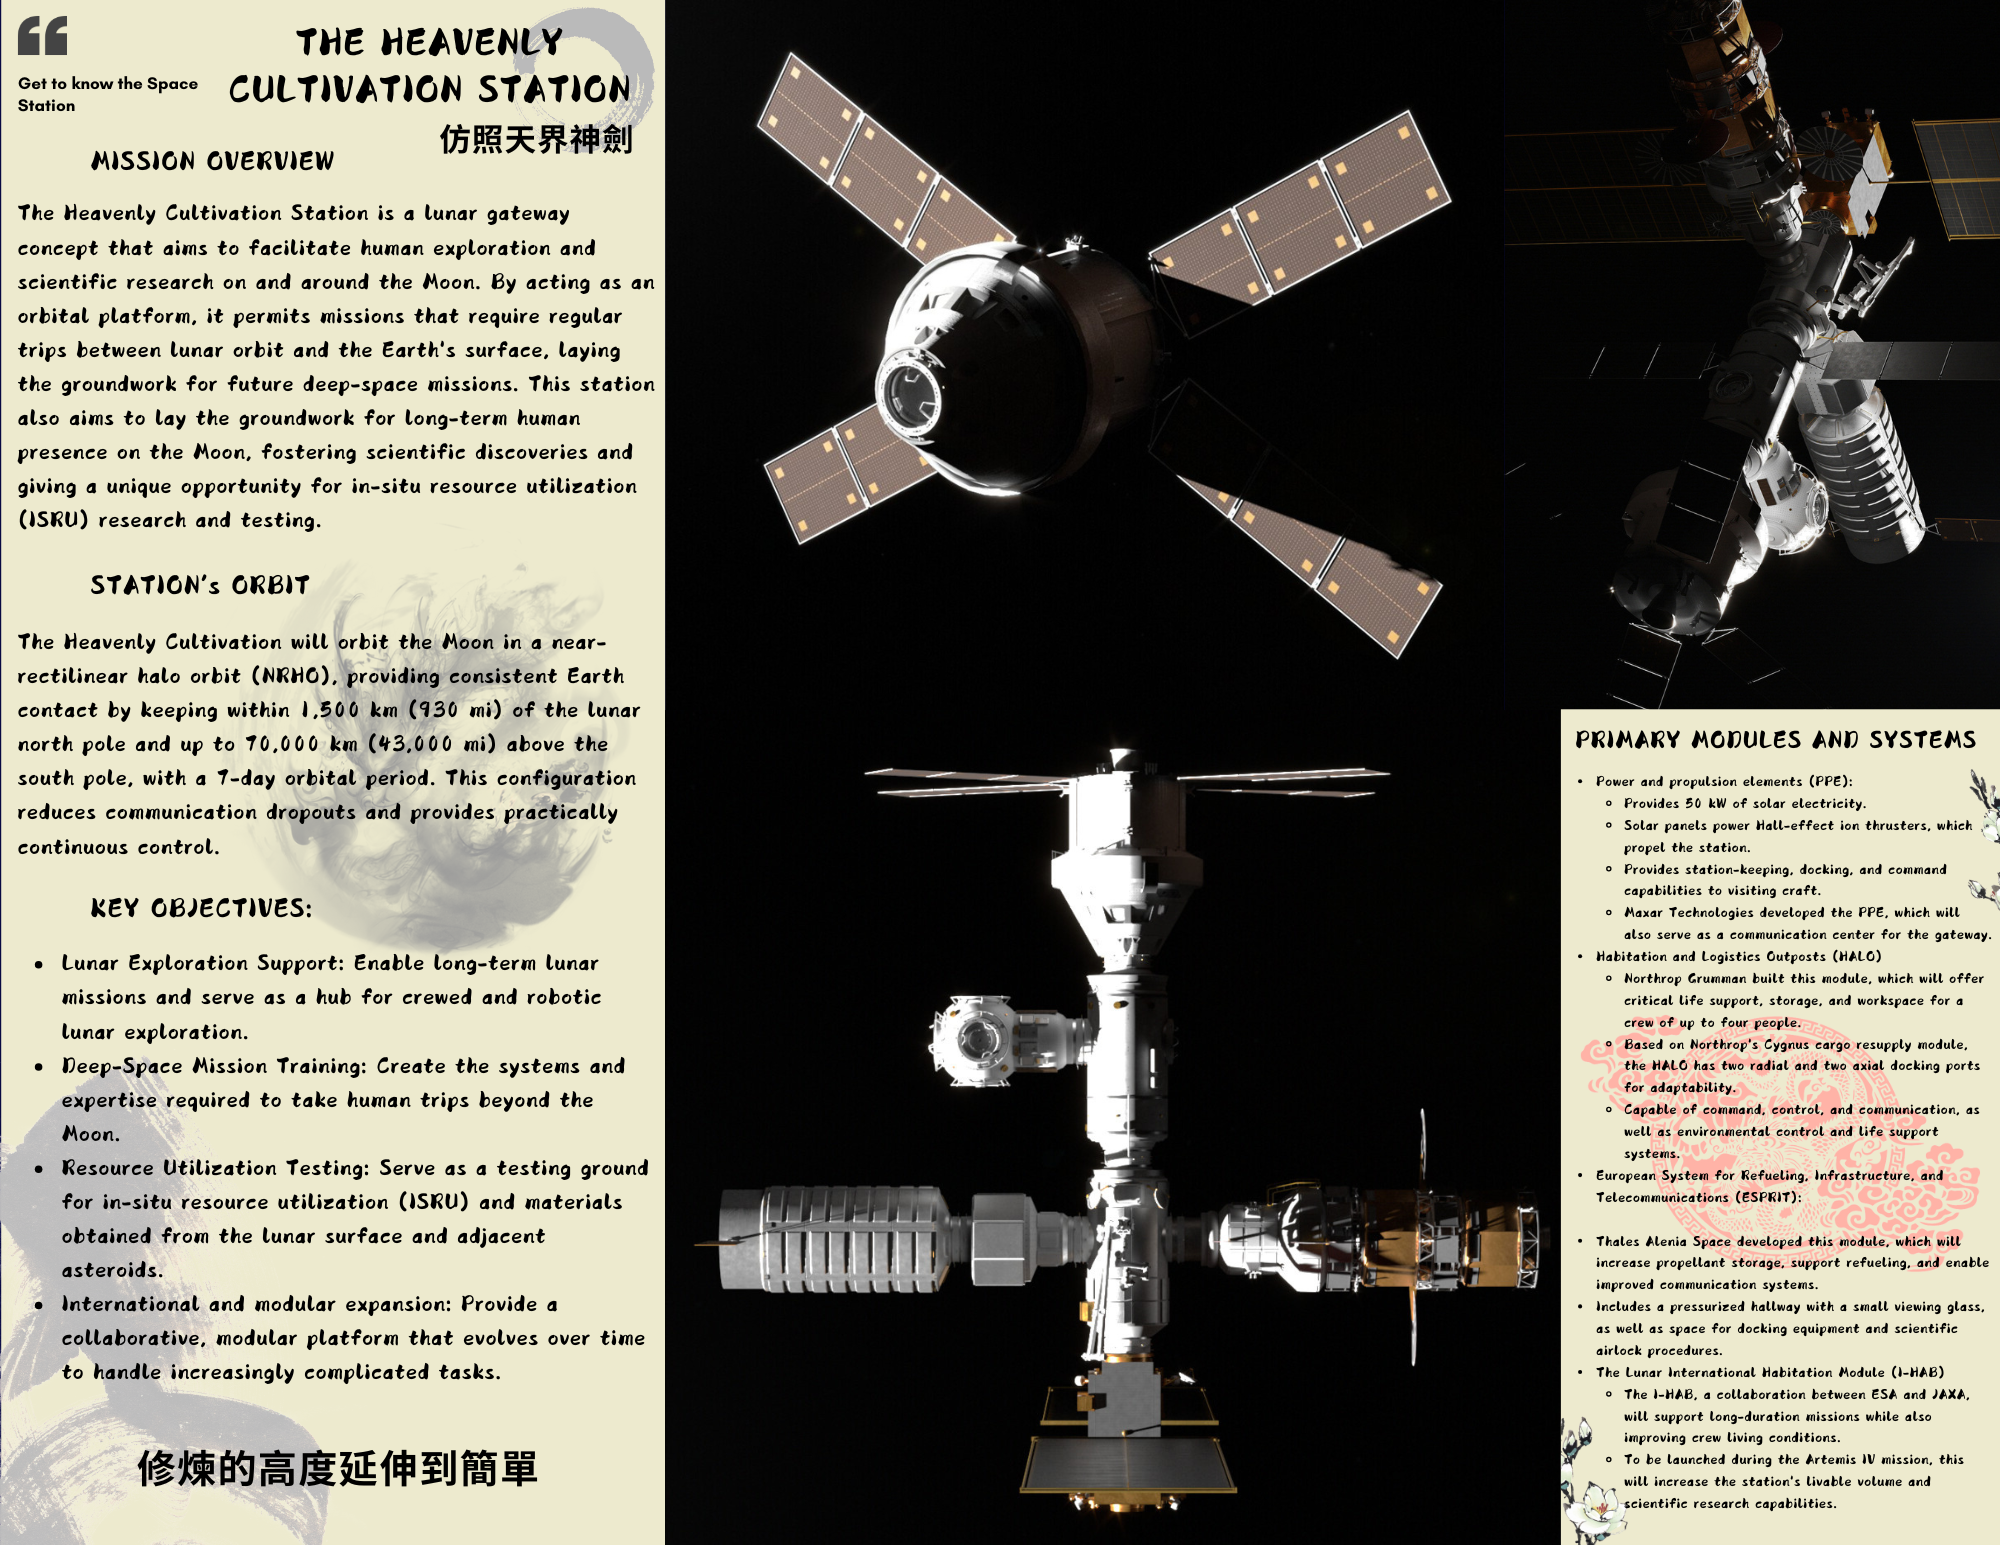 Get to know the Space
Station
THE HEAVENLY
CULTIVATION STATION
仿照天界神劍
MISSION OVERVIEW
The Heavenly Cultivation Station is a lunar gateway
concept that aims to facilitate human exploration and
scientific research on and around the Moon. By acting as an
orbital platform, it permits missions that require regular
trips between lunar orbit and the Earth's surface, laying
the groundwork for future deep-space missions. This station
also aims to lay the groundwork for long-term human
presence on the Moon, fostering scientific discoveries and
giving a unique opportunity for in-situ resource utilization
(ISRU) research and testing.
STATION's ORBIT
The Heavenly Cultivation will orbit the Moon in a near-
rectilinear halo orbit (NRHO), providing consistent Earth
contact by keeping within 1,500 km (930 mi) of the lunar
north pole and up to 70,000 km (43,000 mi) above the
south pole, with a 7-day orbital period. This configuration
reduces communication dropouts and provides practically
continuous control.
KEY OBJECTIVES:
• Lunar Exploration Support: Enable long-term lunar
missions and serve as a hub for crewed and robotic
lunar exploration.
• Deep-Space Mission Training: Create the systems and
expertise required to take human trips beyond the
Moon.
• Resource Utilization Testing: Serve as a testing ground
for in-situ resource utilization (ISRU) and materials
obtained from the lunar surface and adjacent
asteroids.
• International and modular expansion: Provide a
collaborative, modular platform that evolves over time
to handle increasingly complicated tasks.
修煉的高度延伸到簡單
PRIMARY MODULES AND SYSTEMS
• Power and propulsion elements (PPE):
◦ Provides 50 kW of solar electricity.
◦ Solar panels power Hall-effect ion thrusters, which
propel the station.
◦ Provides station-keeping, docking, and command
capabilities to visiting craft.
◦ Maxar Technologies developed the PPE, which will
also serve as a communication center for the gateway.
• Habitation and Logistics Outposts (HALO)
◦ Northrop Grumman built this module, which will offer
critical life support, storage, and workspace for a
crew of up to four people.
◦ Based on Northrop's Cygnus cargo resupply module,
the HALO has two radial and two axial docking ports
for adaptability.
◦ Capable of command, control, and communication, as
well as environmental control and life support
systems.
• European System for Refueling, Infrastructure, and
Telecommunications (ESPRIT):
• Thales Alenia Space developed this module, which will
increase propellant storage, support refueling, and enable
improved communication systems.
• Includes a pressurized hallway with a small viewing glass,
as well as space for docking equipment and scientific
airlock procedures.
• The Lunar International Habitation Module (I-HAB)
◦ The I-HAB, a collaboration between ESA and JAXA,
will support long-duration missions while also
improving crew living conditions.
◦ To be launched during the Artemis IV mission, this
will increase the station's livable volume and
scientific research capabilities.